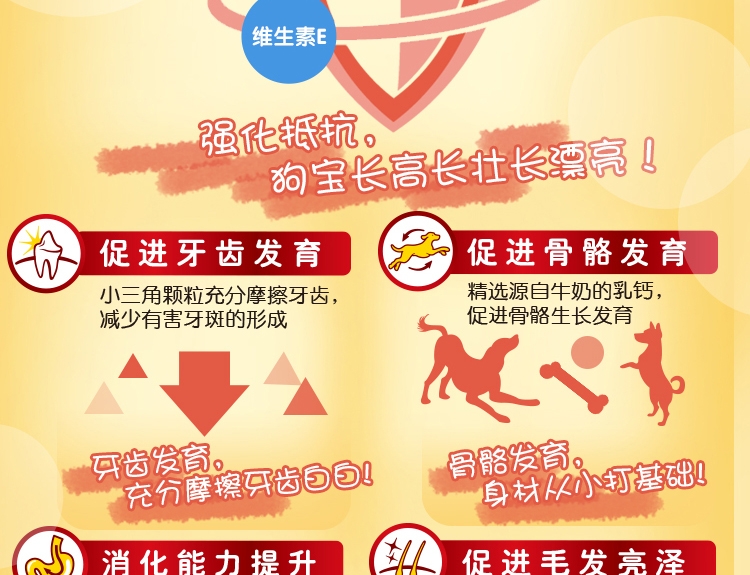 维生素E
强化抵抗，
狗宝长高长壮长漂亮！
促进牙齿发育
小三角颗粒充分摩擦牙齿，
减少有害牙斑的形成
牙齿发育，
充分摩擦牙齿白白!
促进骨骼发育
精选源自牛奶的乳钙，
促进骨骼生长发育
骨骼发育，
身材从小打基础!
消化能力提升
促进毛发亮泽